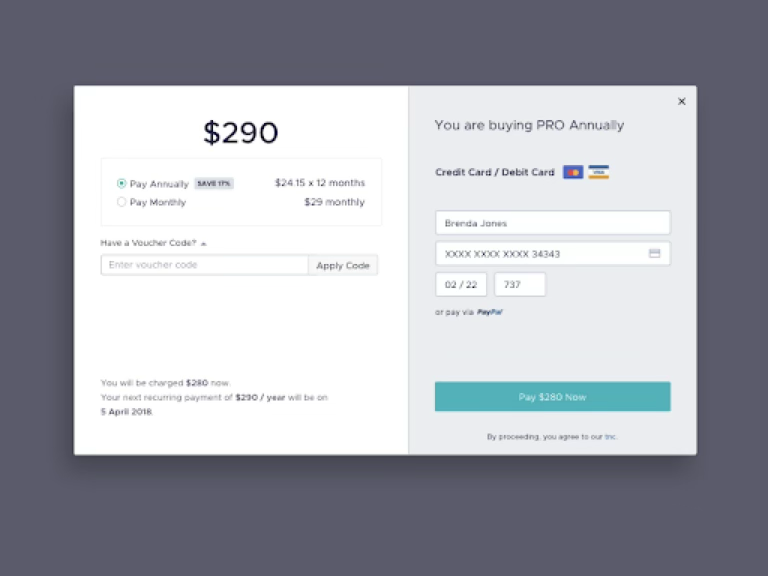 $290
Pay Annually SAVE 17% $24.15 x 12 months
Pay Monthly $29 monthly
Have a Voucher Code?
Enter voucher code Apply Code
You will be charged $280 now.
Your next recurring payment of $290 / year will be on
5 April 2018.
×
You are buying PRO Annually
Credit Card / Debit Card VISA
Brenda Jones
XXXX XXXX XXXX 34343
02 / 22 737
or pay via PayPal
Pay $280 Now
By proceeding, you agree to our tnc.